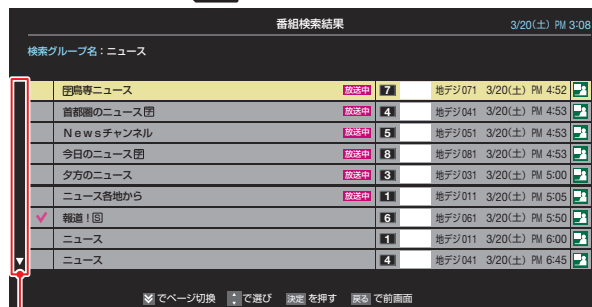 番組検索結果 3/20(土) PM 3:08
検索グループ名：ニュース
字鳥専ニュース 放送中 7 地デジ071 3/20(土) PM 4:52
首都圏のニュース字 放送中 4 地デジ041 3/20(土) PM 4:53
Newsチャンネル 放送中 5 地デジ051 3/20(土) PM 4:53
今日のニュース字 放送中 8 地デジ081 3/20(土) PM 4:53
夕方のニュース 放送中 3 地デジ031 3/20(土) PM 5:00
ニュース各地から 放送中 1 地デジ011 3/20(土) PM 5:05
報道！S 6 地デジ061 3/20(土) PM 5:50
ニュース 1 地デジ011 3/20(土) PM 6:00
ニュース 4 地デジ041 3/20(土) PM 6:45
でページ切換 で選び 決定 を押す 戻る で前画面